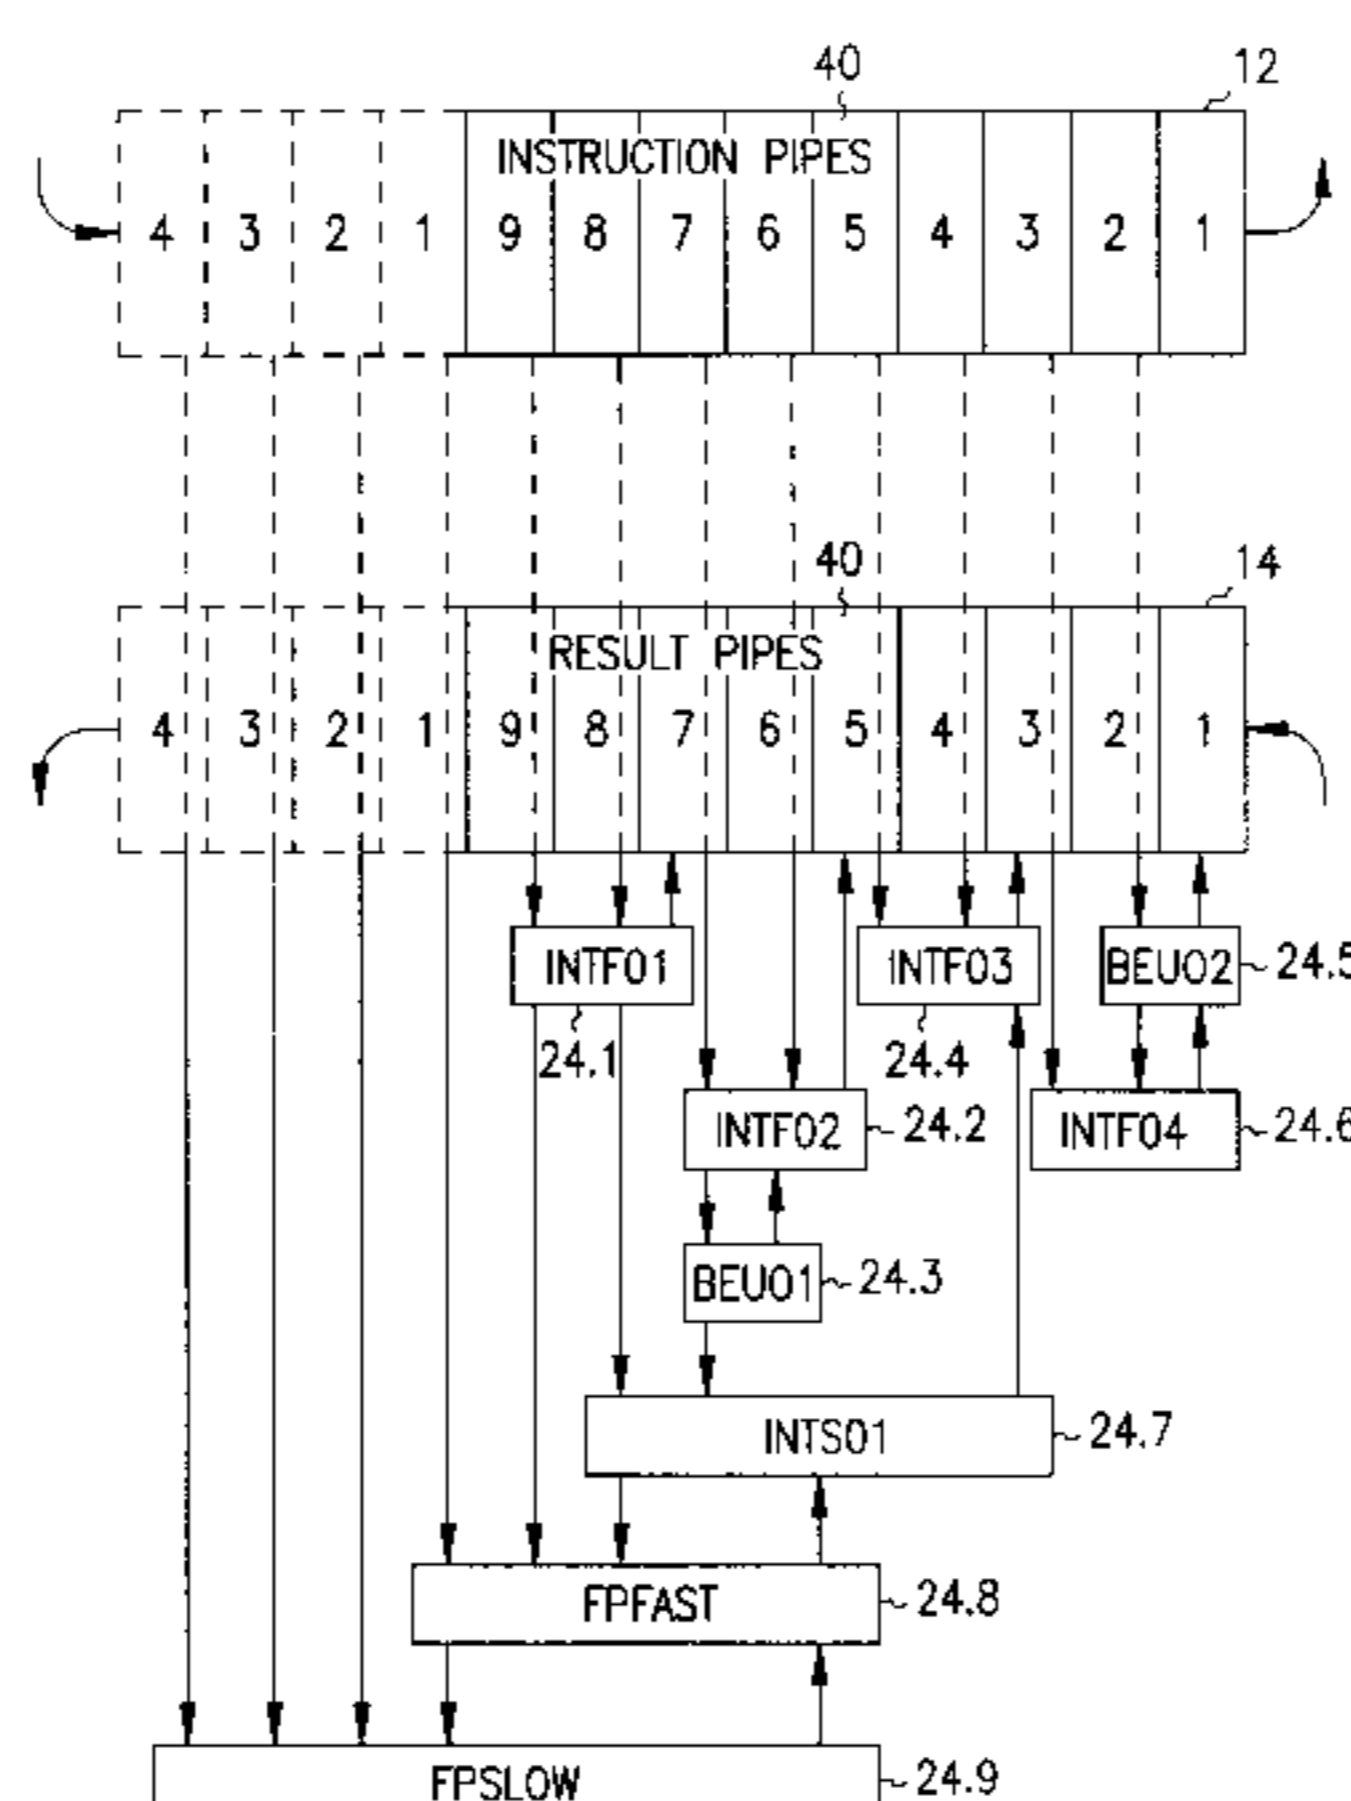 40
12
INSTRUCTION PIPES
4 3 2 1 9 8 7 6 5 4 3 2 1
40
14
RESULT PIPES
4 3 2 1 9 8 7 6 5 4 3 2 1
INTF01
INTF03
BEU02
24.5
24.1
24.4
INTF02
24.2
INTF04
24.6
BEU01
24.3
INTS01
24.7
FPFAST
24.8
FPSLOW
24.9